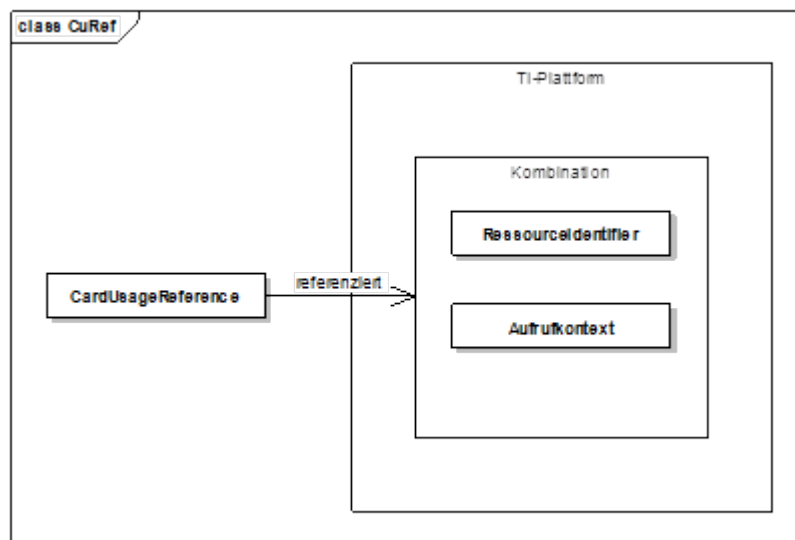 class CuRef
TI-Plattform
Kombination
RessourceIdentifier
referenziert
CardUsageReference
Aufrufkontext